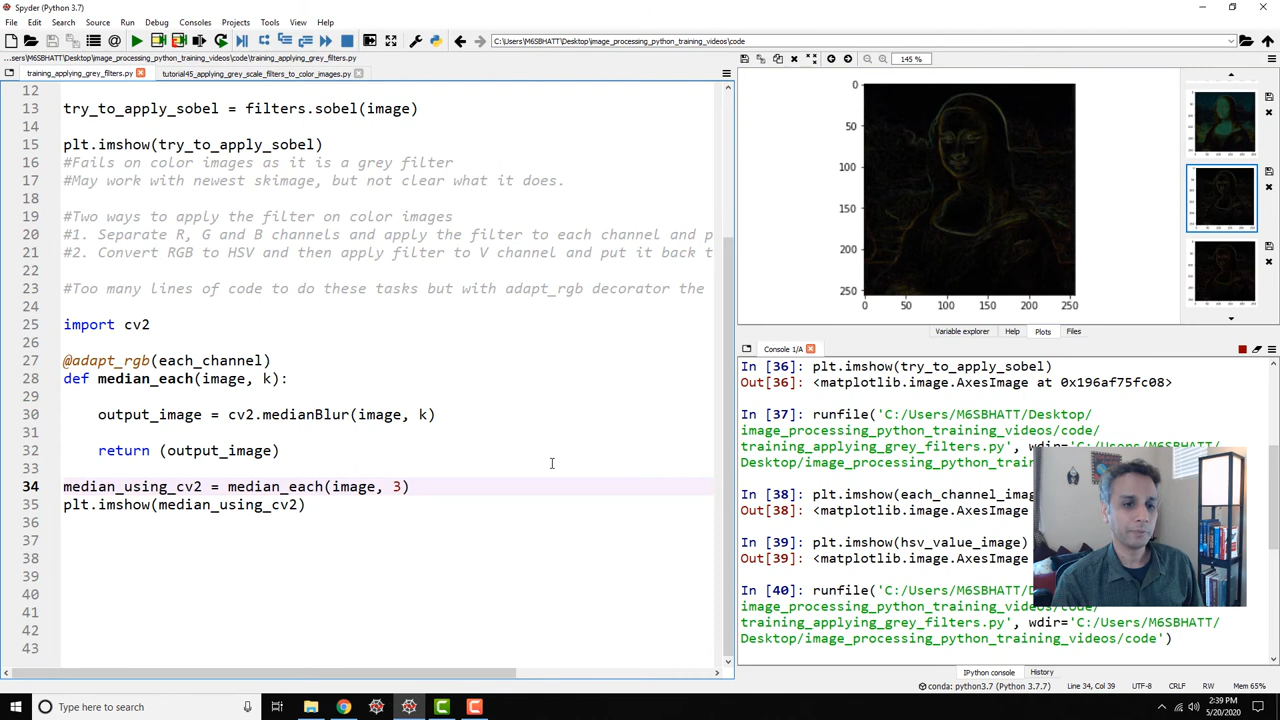 Spyder (Python 3.7)
File Edit Search Source Run Debug Consoles Projects Tools View Help
C:\Users\M6SBHATT\Desktop\image_processing_python_training_videos\code
...sers\M6SBHATT\Desktop\image_processing_python_training_videos\code\training_applying_grey_filters.py
training_applying_grey_filters.py tutorial45_applying_grey_scale_filters_to_color_images.py
12
13 try_to_apply_sobel = filters.sobel(image)
14
15 plt.imshow(try_to_apply_sobel)
16 #Fails on color images as it is a grey filter
17 #May work with newest skimage, but not clear what it does.
18
19 #Two ways to apply the filter on color images
20 #1. Separate R, G and B channels and apply the filter to each channel and p
21 #2. Convert RGB to HSV and then apply filter to V channel and put it back t
22
23 #Too many lines of code to do these tasks but with adapt_rgb decorator the
24
25 import cv2
26
27 @adapt_rgb(each_channel)
28 def median_each(image, k):
29
30 output_image = cv2.medianBlur(image, k)
31
32 return (output_image)
33
34 median_using_cv2 = median_each(image, 3)
35 plt.imshow(median_using_cv2)
36
37
38
39
40
41
42
43
145 %
0
50
100
150
200
250
0 50 100 150 200 250
Variable explorer Help Plots Files
Console 1/A
In [36]: plt.imshow(try_to_apply_sobel)
Out[36]: <matplotlib.image.AxesImage at 0x196af75fc08>
In [37]: runfile('C:/Users/M6SBHATT/Desktop/
image_processing_python_training_videos/code/
training_applying_grey_filters.py', wdir='C:/Users/M6SBHATT/
Desktop/image_processing_python_train
In [38]: plt.imshow(each_channel_imag
Out[38]: <matplotlib.image.AxesImage
In [39]: plt.imshow(hsv_value_image)
Out[39]: <matplotlib.image.AxesImage
In [40]: runfile('C:/Users/M6SBHATT/D
image_processing_python_training_vide
training_applying_grey_filters.py', wdir='C:/Users/M6SBHATT/
Desktop/image_processing_python_training_videos/code')
IPython console History
conda: python3.7 (Python 3.7.7) Line 34, Col 39 UTF-8 CRLF RW Mem 65%
Type here to search
2:39 PM
5/20/2020